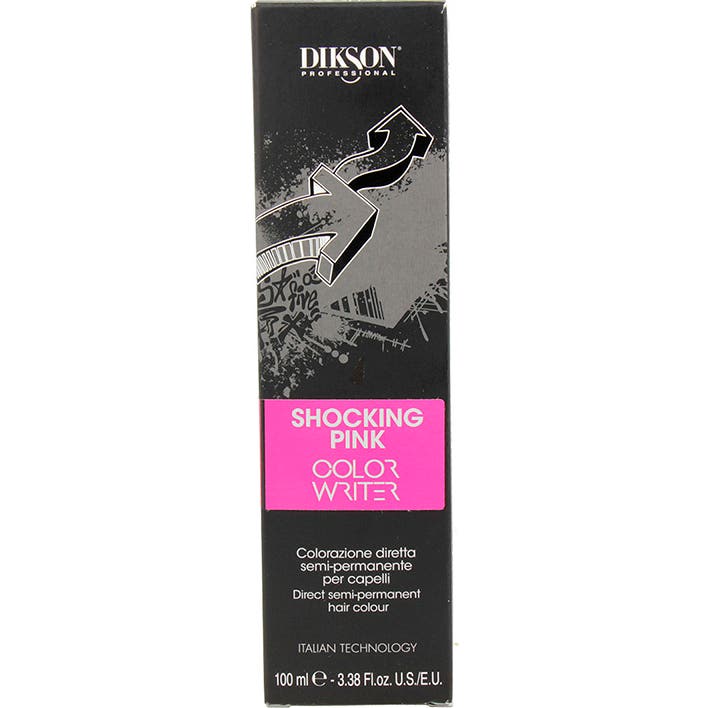 DIKSON®
PROFESSIONAL
five
SHOCKING
PINK
COLOR
WRITER
Colorazione diretta
semi-permanente
per capelli
Direct semi-permanent
hair colour
ITALIAN TECHNOLOGY
100 ml ℮ - 3.38 Fl.oz. U.S./E.U.